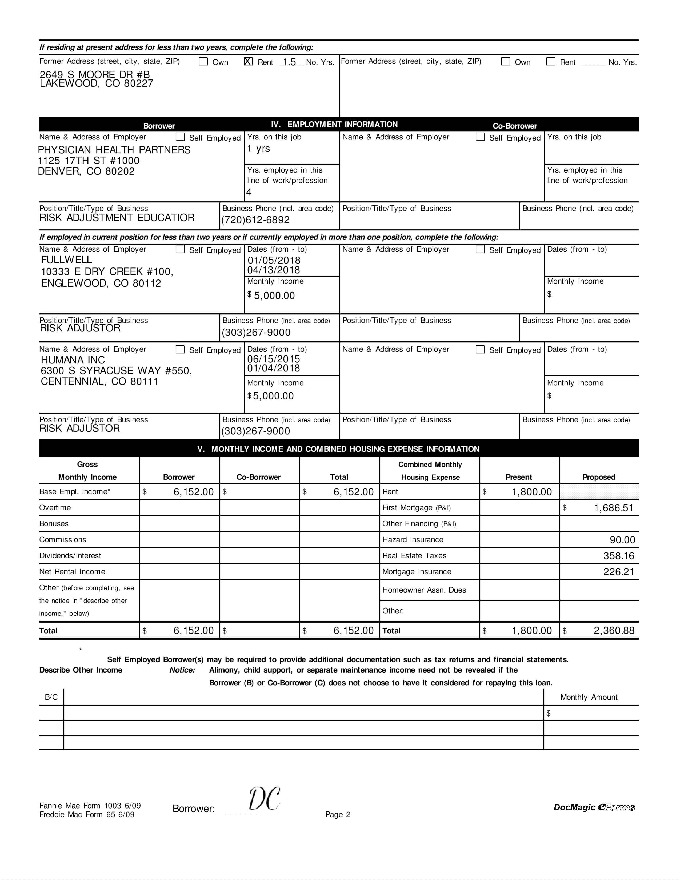 If residing at present address for less than two years, complete the following:
Former Address (street, city, state, ZIP) Own X Rent 1.5 No. Yrs. Former Address (street, city, state, ZIP) Own Rent No. Yrs.
2649 S MOORE DR #B
LAKEWOOD, CO 80227
Borrower IV. EMPLOYMENT INFORMATION Co-Borrower
Name & Address of Employer Self Employed Yrs. on this job Name & Address of Employer Self Employed Yrs. on this job
PHYSICIAN HEALTH PARTNERS 1 yrs
1125 17TH ST #1000
DENVER, CO 80202
Yrs. employed in this line of work/profession Yrs. employed in this line of work/profession
4
Position/Title/Type of Business Business Phone (incl. area code) Position/Title/Type of Business Business Phone (incl. area code)
RISK ADJUSTMENT EDUCATIOR (720)612-6892
If employed in current position for less than two years or if currently employed in more than one position, complete the following:
Name & Address of Employer Self Employed Dates (from - to) Name & Address of Employer Self Employed Dates (from - to)
FULLWELL 01/05/2018
10333 E DRY CREEK #100, 04/13/2018
ENGLEWOOD, CO 80112 Monthly Income Monthly Income
$ 5,000.00 $
Position/Title/Type of Business Business Phone (incl. area code) Position/Title/Type of Business Business Phone (incl. area code)
RISK ADJUSTOR (303)267-9000
Name & Address of Employer Self Employed Dates (from - to) Name & Address of Employer Self Employed Dates (from - to)
HUMANA INC 06/15/2015
6300 S SYRACUSE WAY #550, 01/04/2018
CENTENNIAL, CO 80111 Monthly Income Monthly Income
$ 5,000.00 $
Position/Title/Type of Business Business Phone (incl. area code) Position/Title/Type of Business Business Phone (incl. area code)
RISK ADJUSTOR (303)267-9000
V. MONTHLY INCOME AND COMBINED HOUSING EXPENSE INFORMATION
Gross Monthly Income Borrower Co-Borrower Total Combined Monthly Housing Expense Present Proposed
Base Empl. Income* $ 6,152.00 $ $ 6,152.00 Rent $ 1,800.00
Overtime First Mortgage (P&I) $ 1,686.51
Bonuses Other Financing (P&I)
Commissions Hazard Insurance 90.00
Dividends/Interest Real Estate Taxes 358.16
Net Rental Income Mortgage Insurance 226.21
Other (before completing, see the notice in "describe other income," below) Homeowner Assn. Dues
Other:
Total $ 6,152.00 $ $ 6,152.00 Total $ 1,800.00 $ 2,360.88
*
Self Employed Borrower(s) may be required to provide additional documentation such as tax returns and financial statements.
Describe Other Income Notice: Alimony, child support, or separate maintenance income need not be revealed if the
Borrower (B) or Co-Borrower (C) does not choose to have it considered for repaying this loan.
B/C Monthly Amount
$
Fannie Mae Form 1003 6/09
Freddie Mac Form 65 6/09
Borrower: DC
Page 2
DocMagic